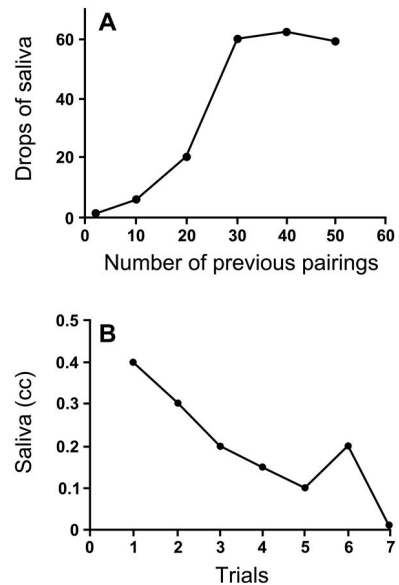 A
Drops of saliva
60
40
20
0
0 10 20 30 40 50 60
Number of previous pairings
B
Saliva (cc)
0.5
0.4
0.3
0.2
0.1
0
0 1 2 3 4 5 6 7
Trials